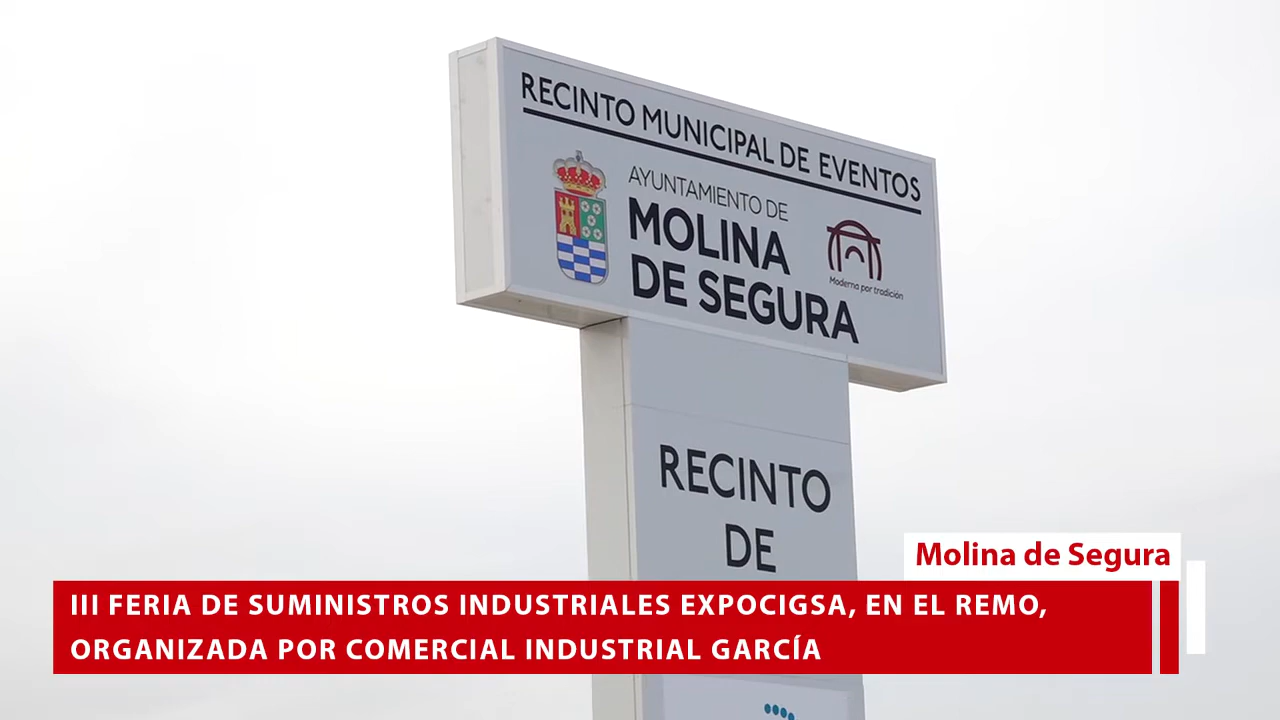 RECINTO MUNICIPAL DE EVENTOS
AYUNTAMIENTO DE
MOLINA
DE SEGURA
Moderna por tradición
RECINTO
DE
Molina de Segura
III FERIA DE SUMINISTROS INDUSTRIALES EXPOCIGSA, EN EL REMO,
ORGANIZADA POR COMERCIAL INDUSTRIAL GARCÍA